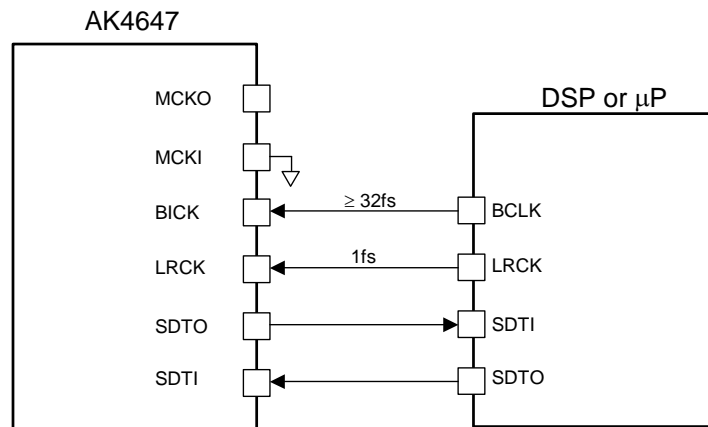 AK4647
DSP or μP
MCKO
MCKI
BICK
≥ 32fs
BCLK
LRCK
1fs
LRCK
SDTO
SDTI
SDTI
SDTO